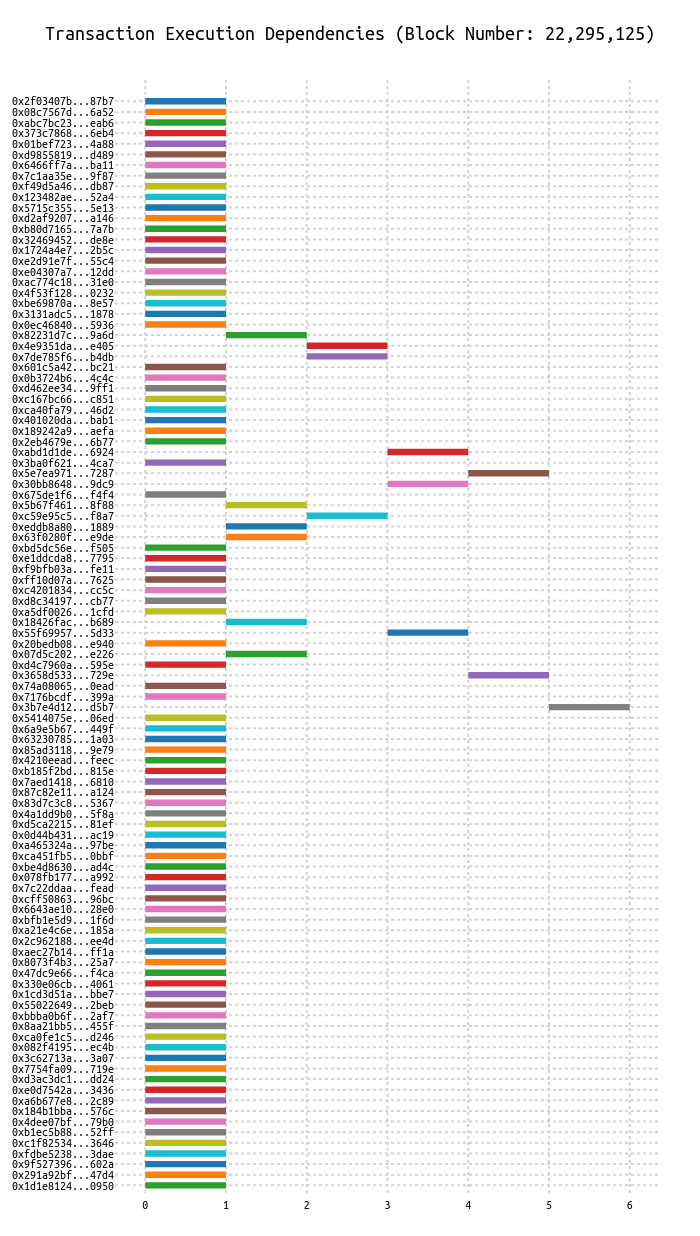 Transaction Execution Dependencies (Block Number: 22,295,125)
0x2f03407b...87b7
0x08c7567d...6a52
0xabc7bc23...eab6
0x373c7868...6eb4
0x01bef723...4a88
0xd9855819...d489
0x6466ff7a...ba11
0x7c1aa35e...9f87
0xf49d5a46...db87
0x123482ae...52a4
0x5715c355...5e13
0xd2af9207...a146
0xb80d7165...7a7b
0x32469452...de8e
0x1724a4e7...2b5c
0xe2d91e7f...55c4
0xe04307a7...12dd
0xac774c18...31e0
0x4f53f128...0232
0xbe69870a...8e57
0x3131adc5...1878
0x0ec46840...5936
0x82231d7c...9a6d
0x4e9351da...e405
0x7de785f6...b4db
0x601c5a42...bc21
0x0b3724b6...4c4c
0xd462ee34...9ff1
0xc167bc66...c851
0xca40fa79...46d2
0x401020da...bab1
0x189242a9...aefa
0x2eb4679e...6b77
0xabd1d1de...6924
0x3ba0f621...4ca7
0x5e7ea971...7287
0x30bb8648...9dc9
0x675de1f6...f4f4
0x5b67f461...8f88
0xc59e95c5...f8a7
0xeddb8a80...1889
0x63f0280f...e9de
0xbd5dc56e...f505
0xe1ddcda8...7795
0xf9bfb03a...fe11
0xff10d07a...7625
0xc4201834...cc5c
0xd8c34197...cb77
0xa5df0026...1cfd
0x18426fac...b689
0x55f69957...5d33
0x20bedb08...e940
0x07d5c202...e226
0xd4c7960a...595e
0x3658d533...729e
0x74a08065...0ead
0x7176bcdf...399a
0x3b7e4d12...d5b7
0x5414075e...06ed
0x6a9e5b67...449f
0x63230785...1a03
0x85ad3118...9e79
0x4210eead...feec
0xb185f2bd...815e
0x7aed1418...6810
0x87c82e11...a124
0x83d7c3c8...5367
0x4a1dd9b0...5f8a
0xd5ca2215...81ef
0x0d44b431...ac19
0xa465324a...97be
0xca451fb5...0bbf
0xbe4d8630...ad4c
0x078fb177...a992
0x7c22ddaa...fead
0xcff50863...96bc
0x6643ae10...28e0
0xbfb1e5d9...1f6d
0xa21e4c6e...185a
0x2c962188...ee4d
0xaec27b14...ff1a
0x8073f4b3...25a7
0x47dc9e66...f4ca
0x330e06cb...4061
0x1cd3d51a...bbe7
0x55022649...2beb
0xbbba0b6f...2af7
0x8aa21bb5...455f
0xca0fe1c5...d246
0x082f4195...ec4b
0x3c62713a...3a07
0x7754fa09...719e
0xd3ac3dc1...dd24
0xe0d7542a...3436
0xa6b677e8...2c89
0x184b1bba...576c
0x4dee07bf...79b0
0xb1ec5b88...52ff
0xc1f82534...3646
0xfdbe5238...3dae
0x9f527396...602a
0x291a92bf...47d4
0x1d1e8124...0950
0 1 2 3 4 5 6